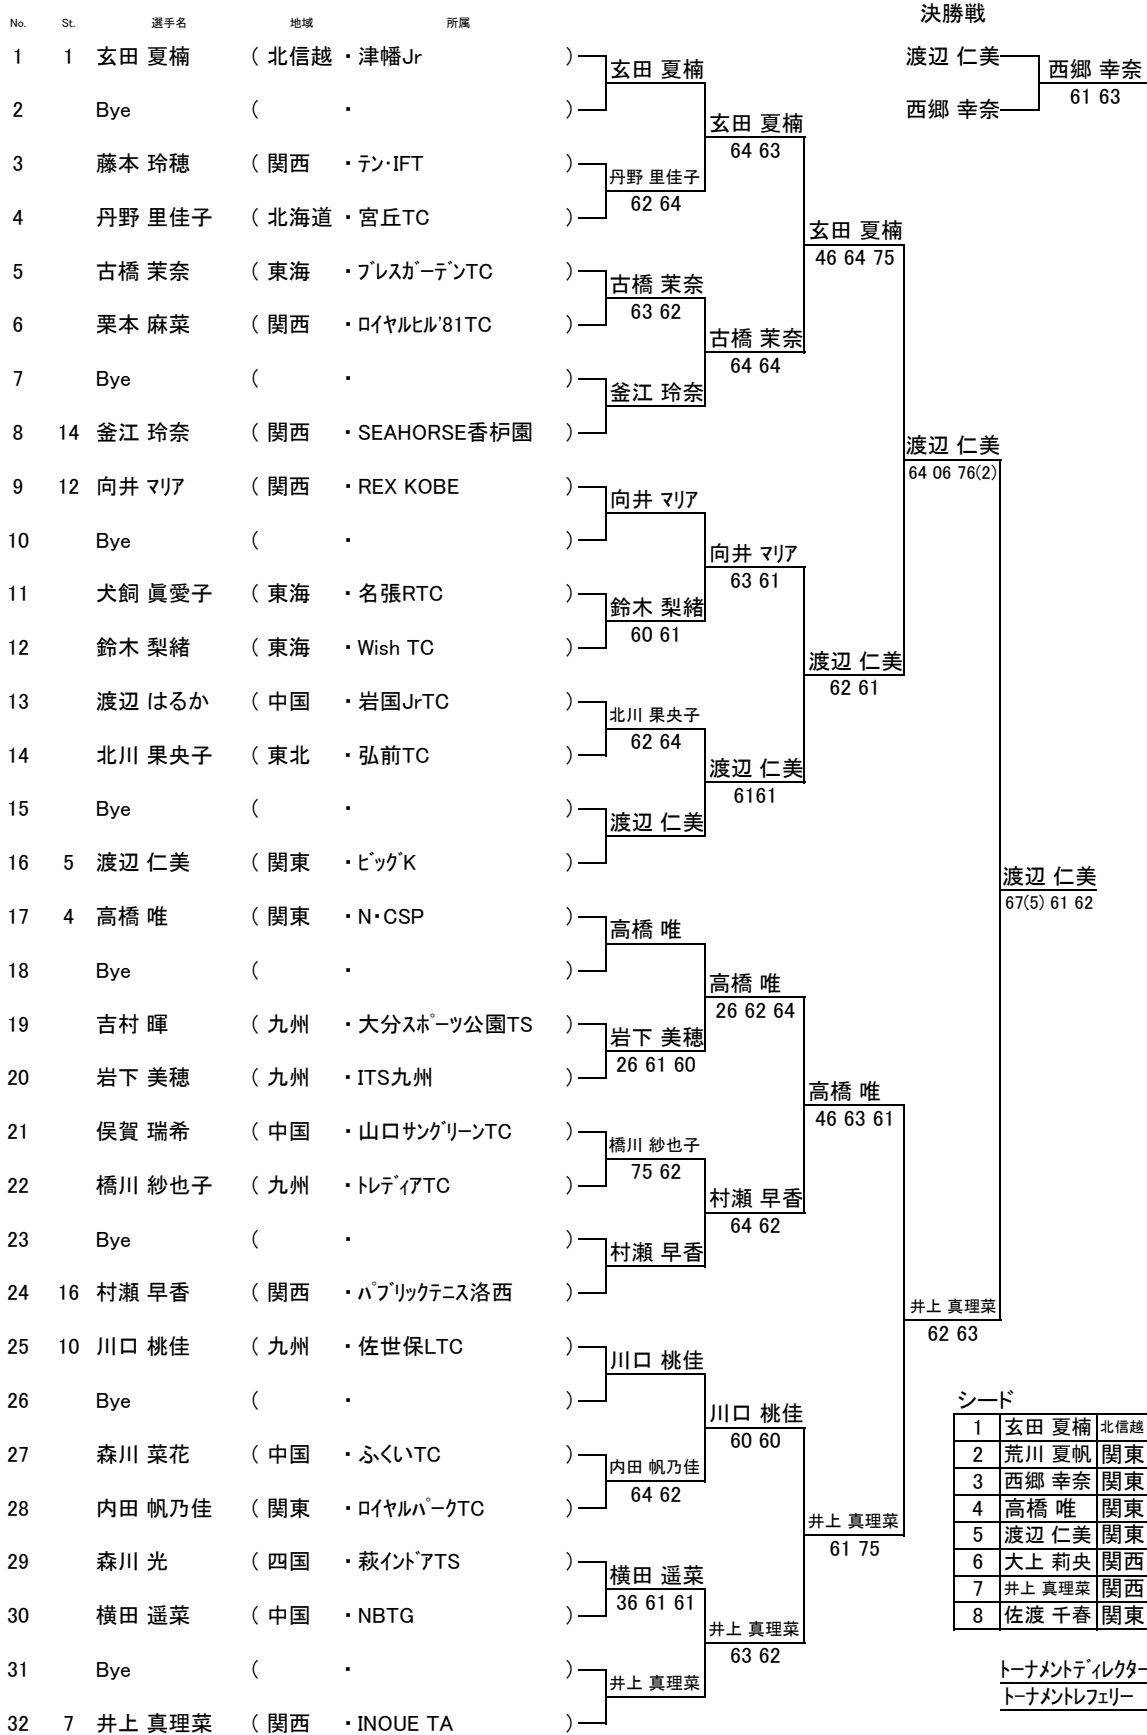 決勝戦
No. St. 選手名 地域 所属
1 1 玄田 夏楠 ( 北信越 ・ 津幡Jr )
2 Bye ( ・ )
3 藤本 玲穂 ( 関西 ・ テン・IFT )
4 丹野 里佳子 ( 北海道 ・ 宮丘TC )
5 古橋 茉奈 ( 東海 ・ ブレスガーデンTC )
6 栗本 麻菜 ( 関西 ・ ロイヤルヒル'81TC )
7 Bye ( ・ )
8 14 釜江 玲奈 ( 関西 ・ SEAHORSE香枦園 )
9 12 向井 マリア ( 関西 ・ REX KOBE )
10 Bye ( ・ )
11 犬飼 眞愛子 ( 東海 ・ 名張RTC )
12 鈴木 梨緒 ( 東海 ・ Wish TC )
13 渡辺 はるか ( 中国 ・ 岩国JrTC )
14 北川 果央子 ( 東北 ・ 弘前TC )
15 Bye ( ・ )
16 5 渡辺 仁美 ( 関東 ・ ビッグK )
17 4 高橋 唯 ( 関東 ・ N・CSP )
18 Bye ( ・ )
19 吉村 暉 ( 九州 ・ 大分スポーツ公園TS )
20 岩下 美穂 ( 九州 ・ ITS九州 )
21 俣賀 瑞希 ( 中国 ・ 山口サングリーンTC )
22 橋川 紗也子 ( 九州 ・ トレディアTC )
23 Bye ( ・ )
24 16 村瀬 早香 ( 関西 ・ パブリックテニス洛西 )
25 10 川口 桃佳 ( 九州 ・ 佐世保LTC )
26 Bye ( ・ )
27 森川 菜花 ( 中国 ・ ふくいTC )
28 内田 帆乃佳 ( 関東 ・ ロイヤルパークTC )
29 森川 光 ( 四国 ・ 萩インドアTS )
30 横田 遥菜 ( 中国 ・ NBTG )
31 Bye ( ・ )
32 7 井上 真理菜 ( 関西 ・ INOUE TA )
玄田 夏楠
丹野 里佳子
62 64
古橋 茉奈
63 62
釜江 玲奈
向井 マリア
鈴木 梨緒
60 61
北川 果央子
62 64
渡辺 仁美
高橋 唯
岩下 美穂
26 61 60
橋川 紗也子
75 62
村瀬 早香
川口 桃佳
内田 帆乃佳
64 62
横田 遥菜
36 61 61
井上 真理菜
玄田 夏楠
64 63
古橋 茉奈
64 64
向井 マリア
63 61
渡辺 仁美
6161
高橋 唯
26 62 64
村瀬 早香
64 62
川口 桃佳
60 60
井上 真理菜
63 62
玄田 夏楠
46 64 75
渡辺 仁美
62 61
高橋 唯
46 63 61
井上 真理菜
61 75
渡辺 仁美
64 06 76(2)
井上 真理菜
62 63
渡辺 仁美
67(5) 61 62
渡辺 仁美
西郷 幸奈
西郷 幸奈
61 63
シード
1 玄田 夏楠 北信越
2 荒川 夏帆 関東
3 西郷 幸奈 関東
4 高橋 唯 関東
5 渡辺 仁美 関東
6 大上 莉央 関西
7 井上 真理菜 関西
8 佐渡 千春 関東
トーナメントディレクター
トーナメントレフェリー